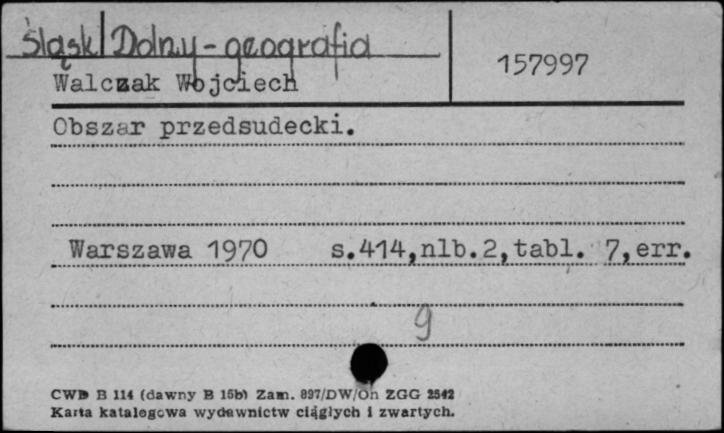 Śląsk Dolny - geografia
157997
Walczak Wojciech
Obszar przedsudecki.
Warszawa 1970 s.414,nlb.2,tabl. 7,err.
9
CWD B 114 (dawny B 15b) Zam. 897/DW/On ZGG 2542
Karta katalogowa wydawnictw ciągłych i zwartych.